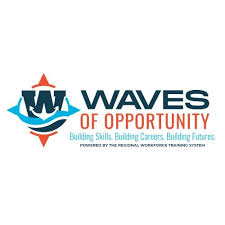 W WAVES
OF OPPORTUNITY
Building Skills. Building Careers. Building Futures.
POWERED BY THE REGIONAL WORKFORCE TRAINING SYSTEM